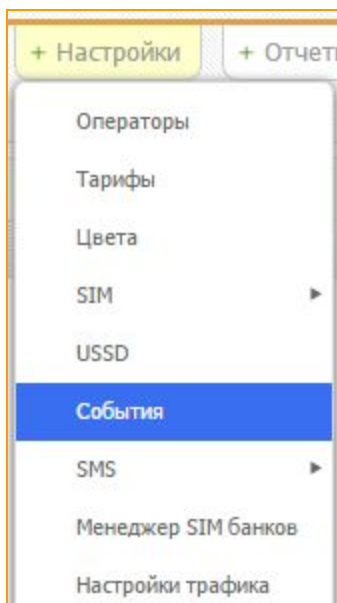 + Настройки + Отчет
Операторы
Тарифы
Цвета
SIM
USSD
События
SMS
Менеджер SIM банков
Настройки трафика